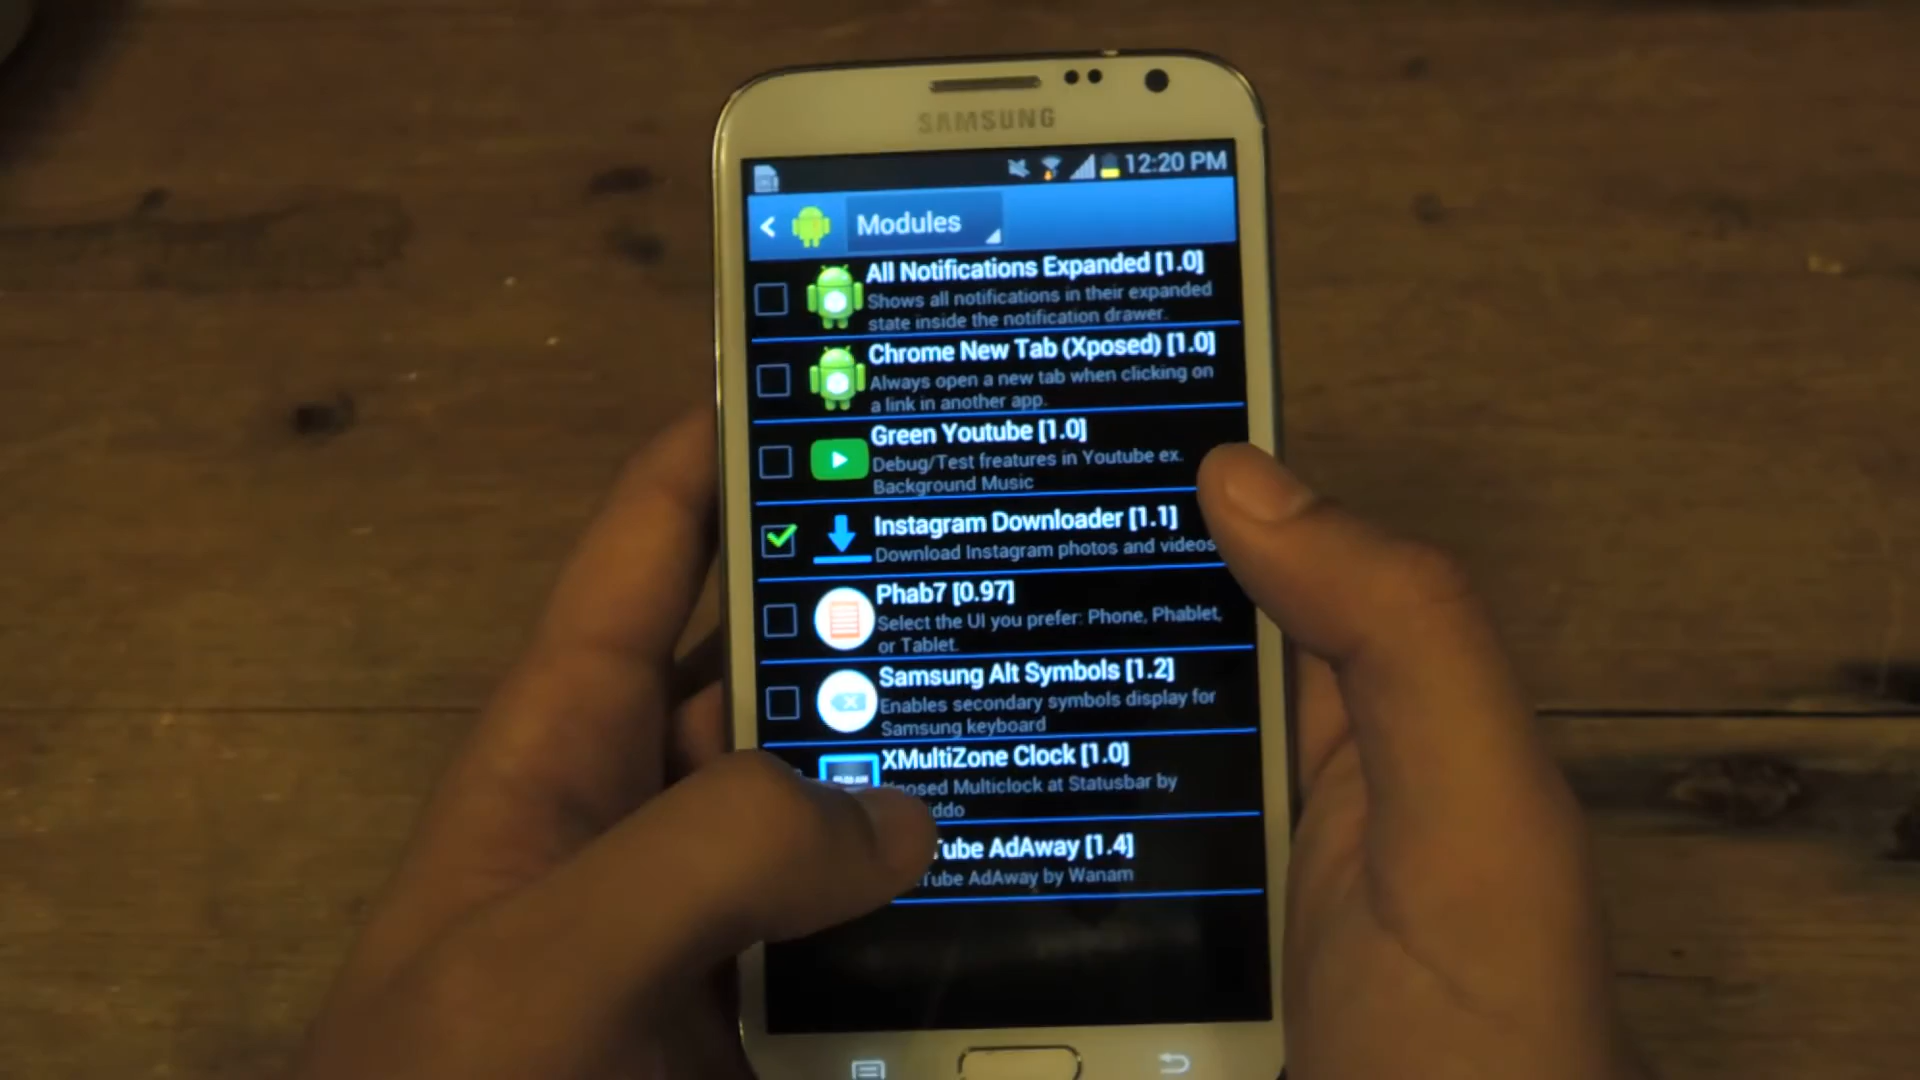 SAMSUNG
12:20 PM
Modules
All Notifications Expanded [1.0]
Shows all notifications in their expanded
state inside the notification drawer.
Chrome New Tab (Xposed) [1.0]
Always open a new tab when clicking on
a link in another app.
Green Youtube [1.0]
Debug/Test freatures in Youtube ex.
Background Music
Instagram Downloader [1.1]
Download Instagram photos and videos
Phab7 [0.97]
Select the UI you prefer: Phone, Phablet,
or Tablet.
Samsung Alt Symbols [1.2]
Enables secondary symbols display for
Samsung keyboard
XMultiZone Clock [1.0]
posed Multiclock at Statusbar by
iddo
Tube AdAway [1.4]
Tube AdAway by Wanam